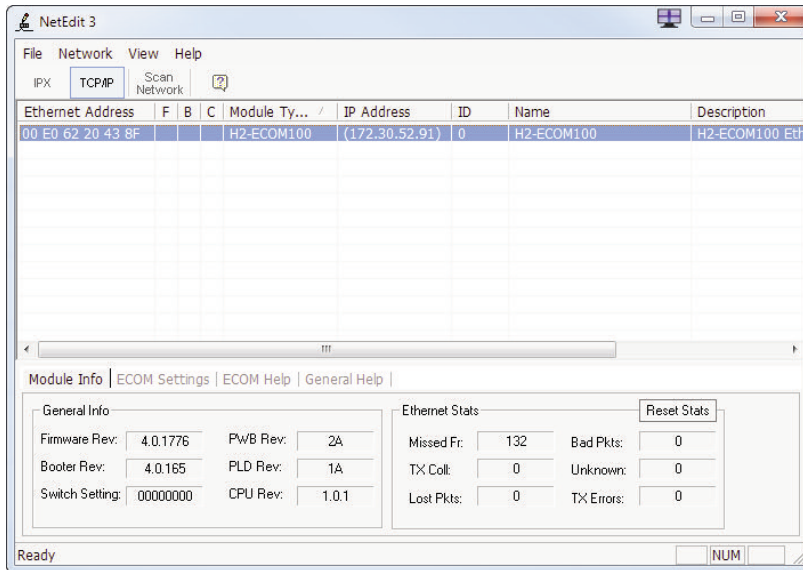 NetEdit 3
File Network View Help
IPX TCP/IP Scan Network
Ethernet Address F B C Module Ty... IP Address ID Name Description
00 E0 62 20 43 8F H2-ECOM100 (172.30.52.91) 0 H2-ECOM100 H2-ECOM100 Eth
Module Info ECOM Settings ECOM Help General Help
General Info Ethernet Stats Reset Stats
Firmware Rev: 4.0.1776 PWB Rev: 2A Missed Fr: 132 Bad Pkts: 0
Booter Rev: 4.0.165 PLD Rev: 1A TX Coll: 0 Unknown: 0
Switch Setting: 00000000 CPU Rev: 1.0.1 Lost Pkts: 0 TX Errors: 0
Ready NUM